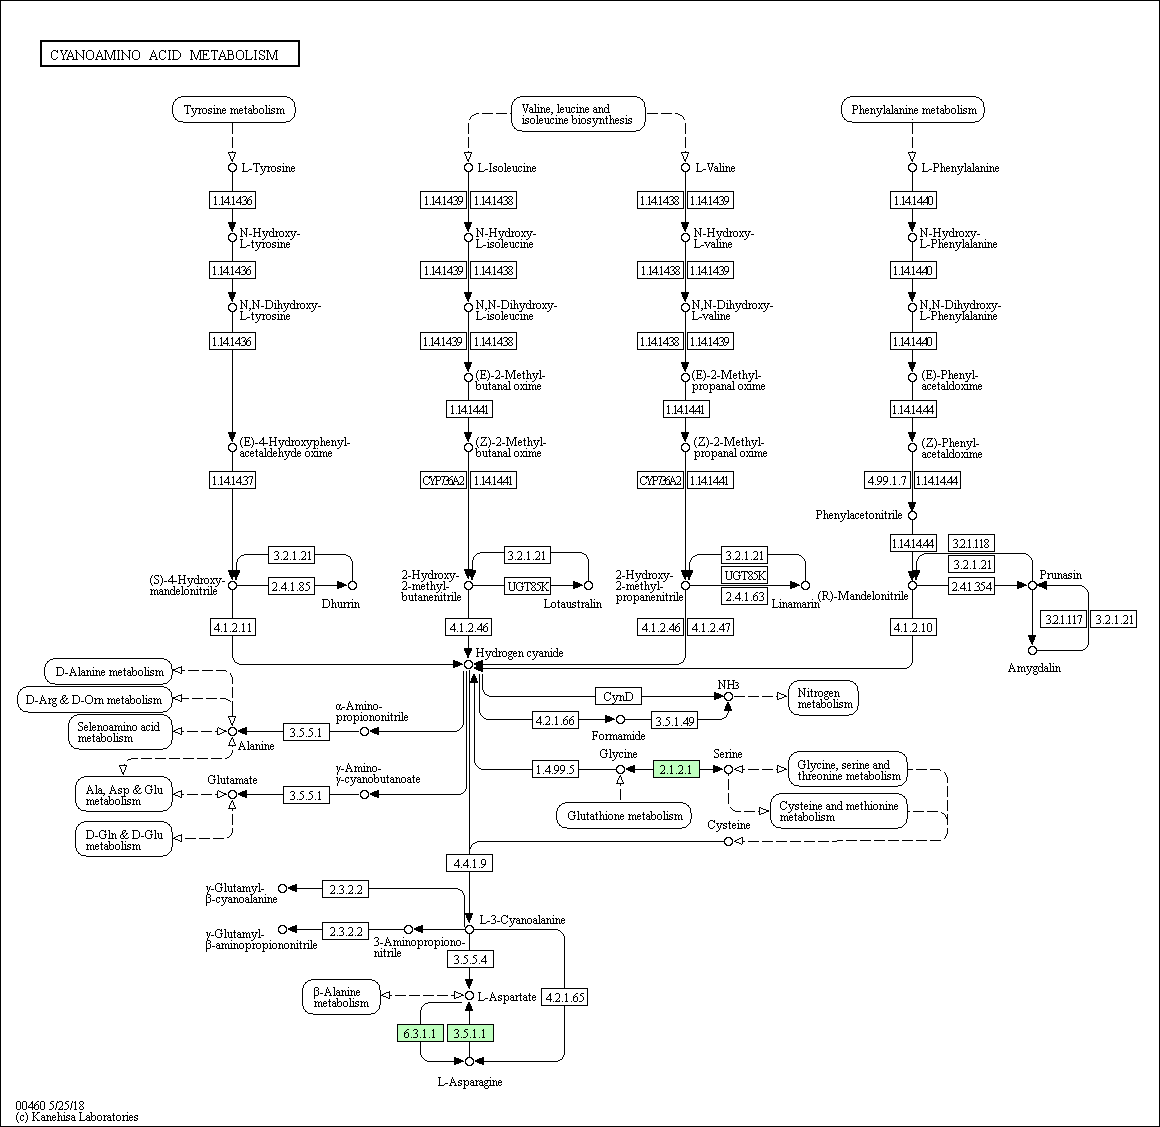 CYANOAMINO ACID METABOLISM
Tyrosine metabolism
Valine, leucine and
isoleucine biosynthesis
Phenylalanine metabolism
L-Tyrosine
L-Isoleucine
L-Valine
L-Phenylalanine
1.14.14.36
1.14.14.39
1.14.14.38
1.14.14.38
1.14.14.39
1.14.14.40
N-Hydroxy-
L-tyrosine
N-Hydroxy-
L-isoleucine
N-Hydroxy-
L-valine
N-Hydroxy-
L-Phenylalanine
1.14.14.36
1.14.14.39
1.14.14.38
1.14.14.38
1.14.14.39
1.14.14.40
N,N-Dihydroxy-
L-tyrosine
N,N-Dihydroxy-
L-isoleucine
N,N-Dihydroxy-
L-valine
N,N-Dihydroxy-
L-Phenylalanine
1.14.14.36
1.14.14.39
1.14.14.38
1.14.14.38
1.14.14.39
1.14.14.40
(E)-2-Methyl-
butanal oxime
(E)-2-Methyl-
propanal oxime
(E)-Phenyl-
acetaldoxime
1.14.14.41
1.14.14.41
1.14.14.44
(E)-4-Hydroxyphenyl-
acetaldehyde oxime
(Z)-2-Methyl-
butanal oxime
(Z)-2-Methyl-
propanal oxime
(Z)-Phenyl-
acetaldoxime
1.14.14.37
CYP736A2
1.14.14.41
CYP736A2
1.14.14.41
4.99.1.7
1.14.14.44
Phenylacetonitrile
1.14.14.44
3.2.1.118
3.2.1.21
3.2.1.21
3.2.1.21
3.2.1.21
(S)-4-Hydroxy-
mandelonitrile
2.4.1.85
Dhurrin
2-Hydroxy-
2-methyl-
butanenitrile
UGT85K
Lotaustralin
2-Hydroxy-
2-methyl-
propanenitrile
UGT85K
2.4.1.63
Linamarin
(R)-Mandelonitrile
2.4.1.354
Prunasin
4.1.2.11
4.1.2.46
4.1.2.46
4.1.2.47
4.1.2.10
3.2.1.117
3.2.1.21
Hydrogen cyanide
Amygdalin
D-Alanine metabolism
D-Arg & D-Orn metabolism
Selenoamino acid
metabolism
Alanine
3.5.5.1
α-Amino-
propiononitrile
CynD
NH3
Nitrogen
metabolism
4.2.1.66
Formamide
3.5.1.49
Glycine
Serine
1.4.99.5
2.1.2.1
Glycine, serine and
threonine metabolism
Ala, Asp & Glu
metabolism
Glutamate
3.5.5.1
γ-Amino-
γ-cyanobutanoate
Glutathione metabolism
Cysteine and methionine
metabolism
D-Gln & D-Glu
metabolism
Cysteine
4.4.1.9
γ-Glutamyl-
β-cyanoalanine
2.3.2.2
L-3-Cyanoalanine
γ-Glutamyl-
β-aminopropiononitrile
2.3.2.2
3-Aminopropiono-
nitrile
3.5.5.4
β-Alanine
metabolism
L-Aspartate
4.2.1.65
6.3.1.1
3.5.1.1
L-Asparagine
00460 5/25/18
(c) Kanehisa Laboratories